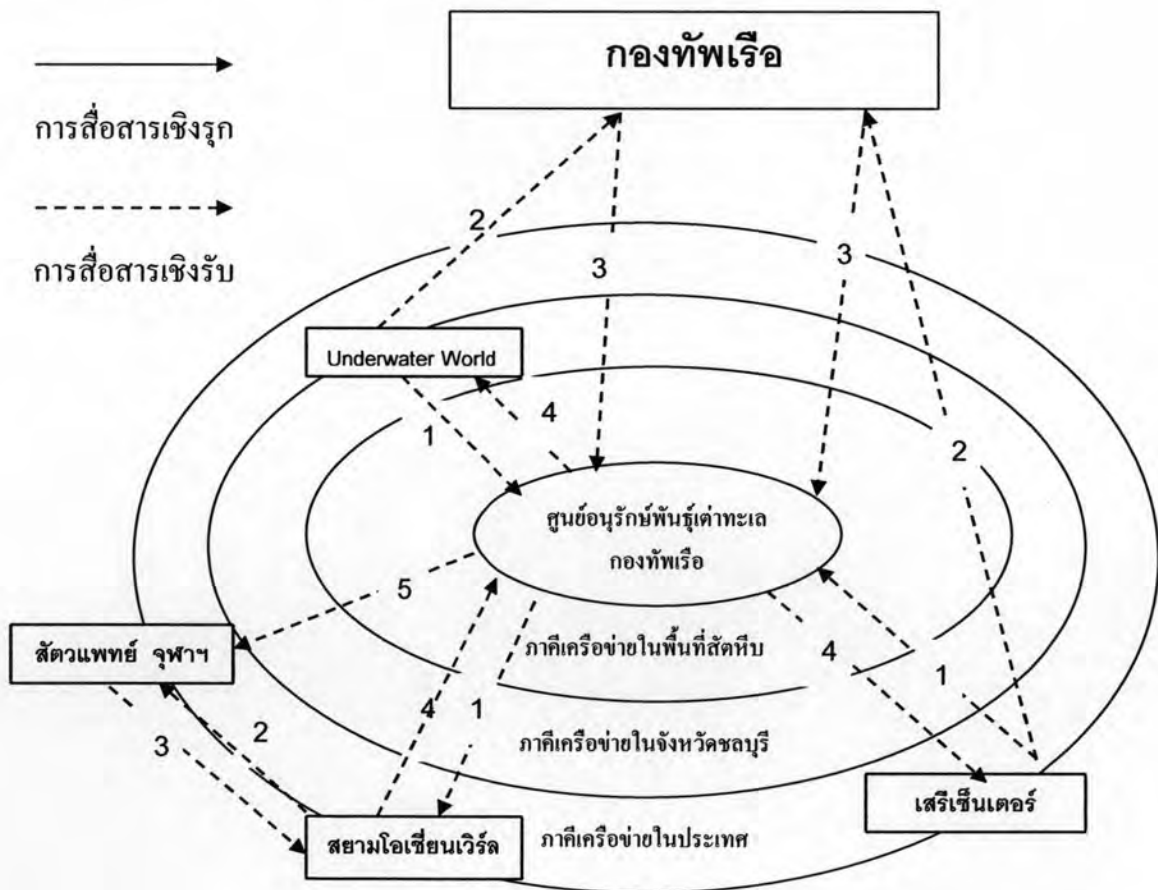 กองทัพเรือ
การสื่อสารเชิงรุก
การสื่อสารเชิงรับ
2
3
3
Underwater World
4
1
2
ศูนย์อนุรักษ์พันธุ์เต่าทะเล
กองทัพเรือ
5
สัตวแพทย์ จุฬาฯ
ภาคีเครือข่ายในพื้นที่สัตหีบ
4
1
4
1
2
3
ภาคีเครือข่ายในจังหวัดชลบุรี
เสรีเซ็นเตอร์
สยามโอเชี่ยนเวิร์ล
ภาคีเครือข่ายในประเทศ